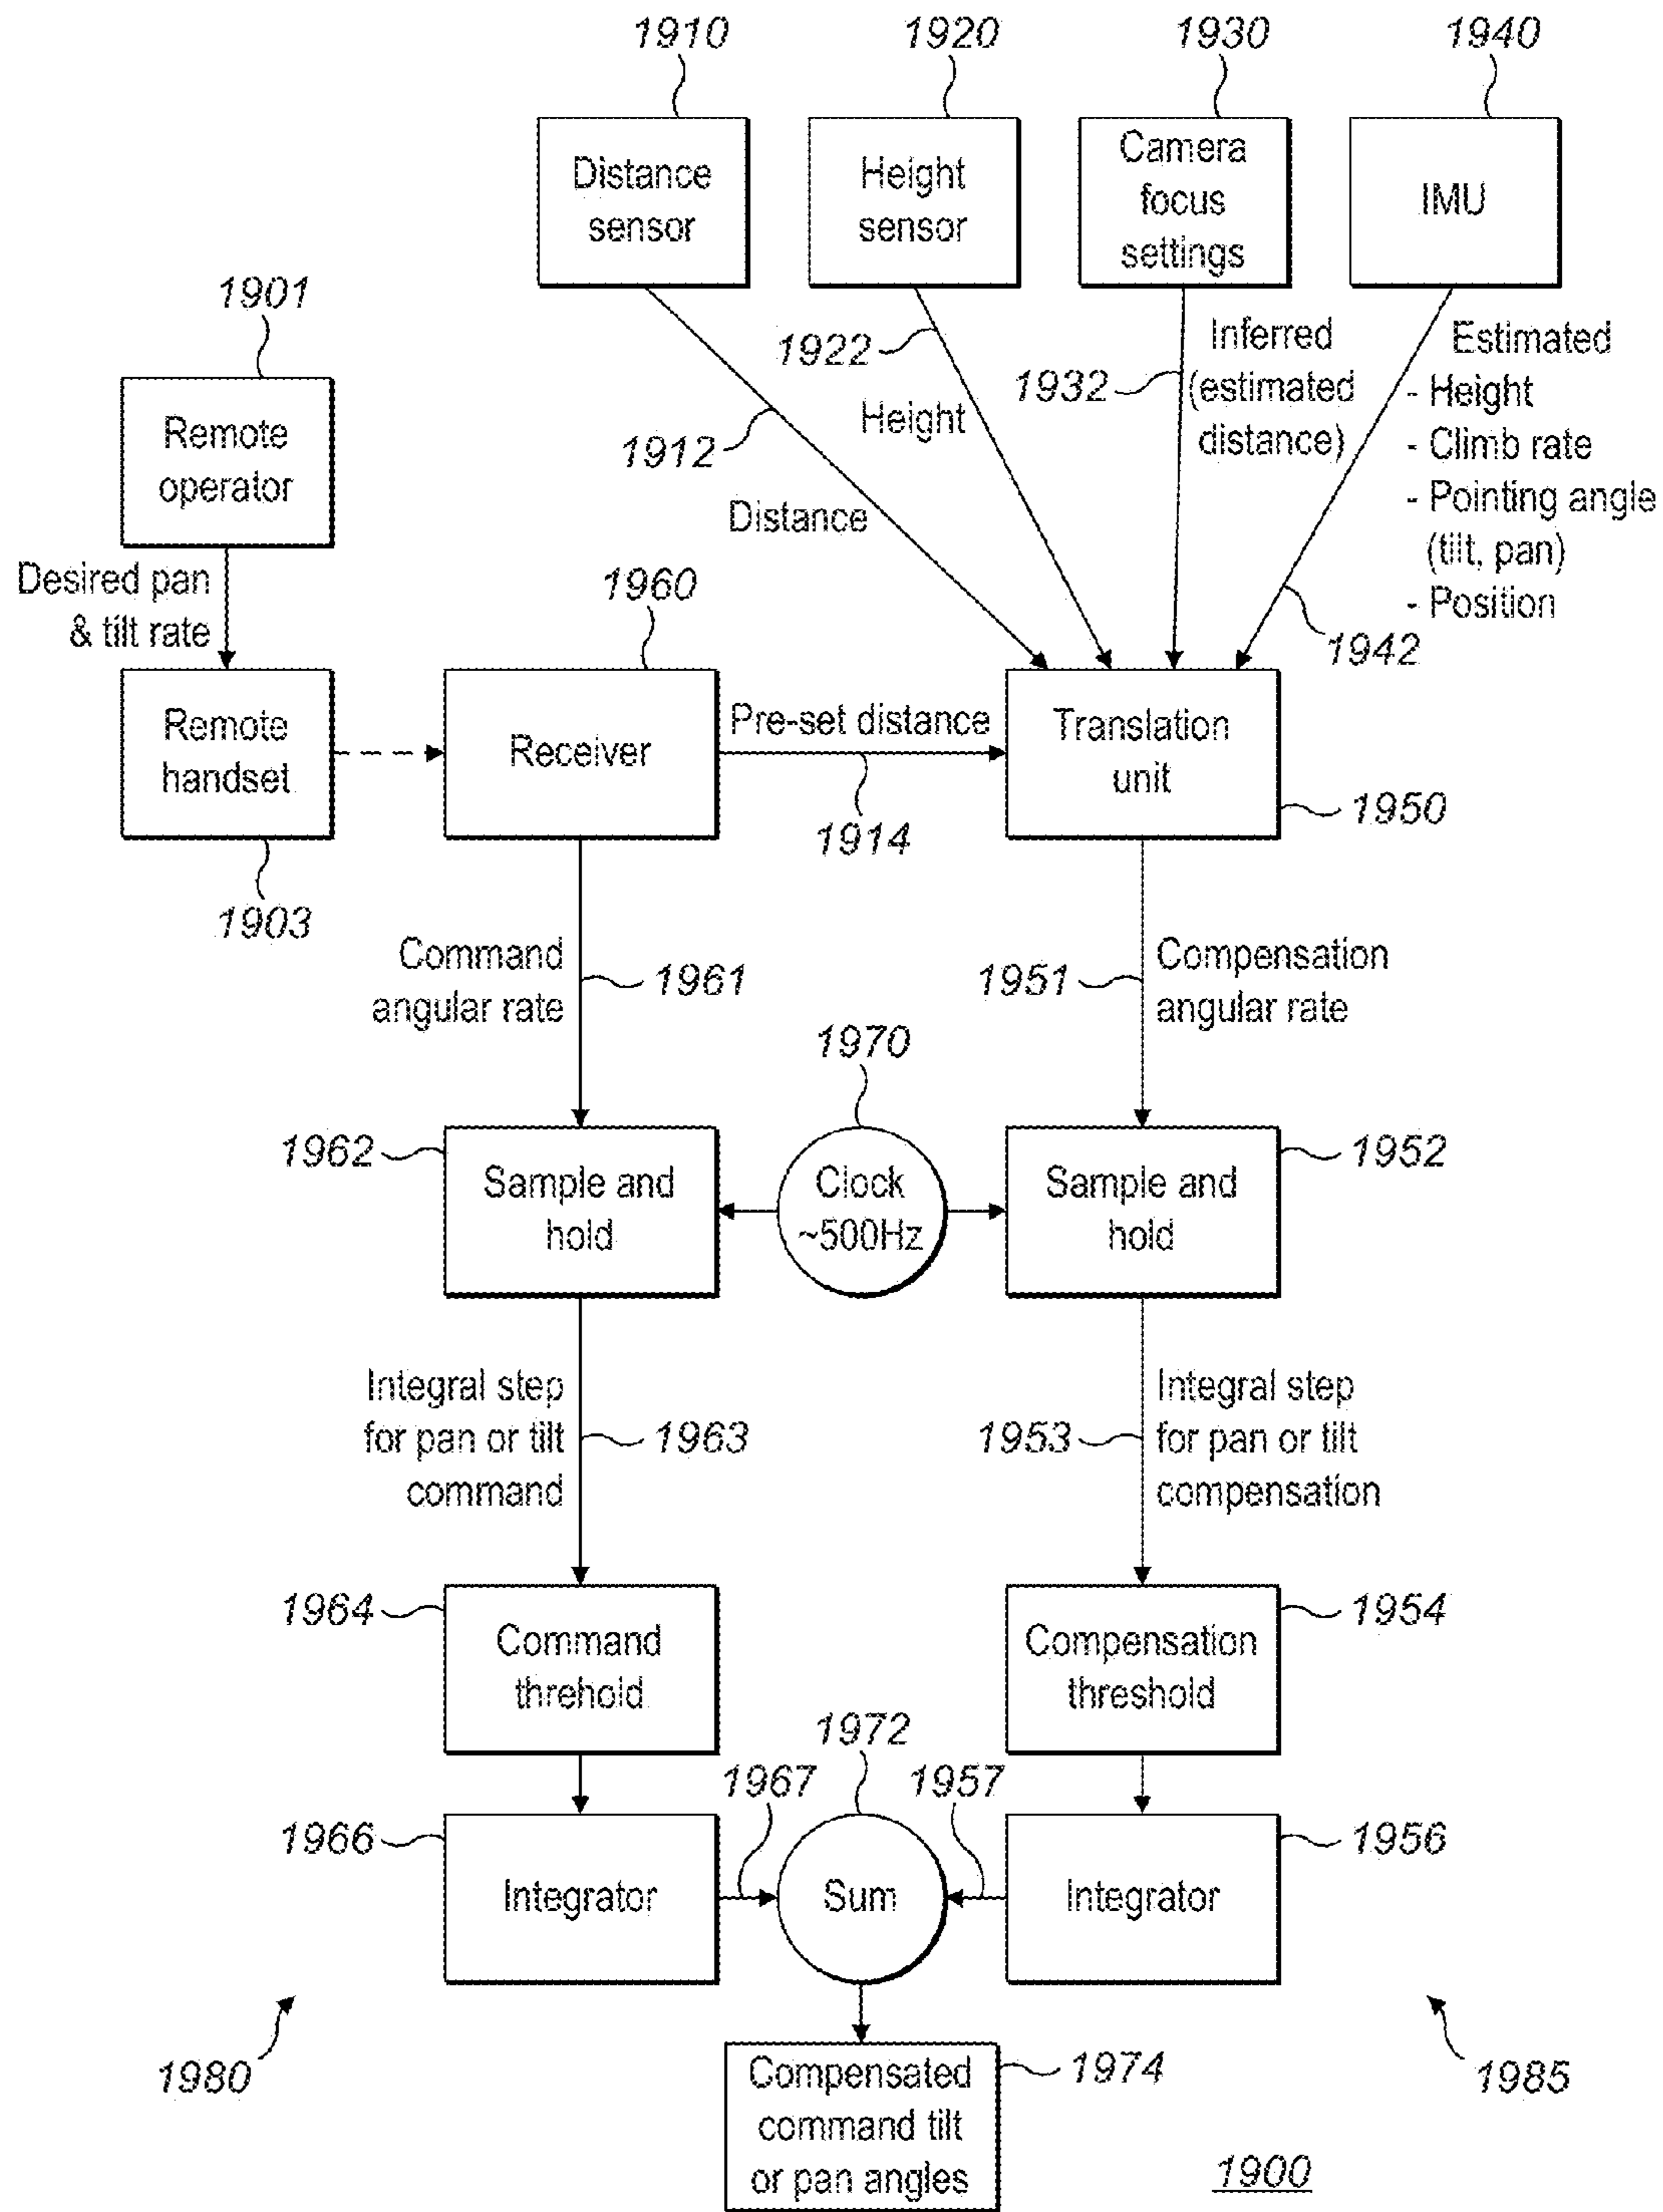 1910
1920
1930
1940
Distance
sensor
Height
sensor
Camera
focus
settings
IMU
1901
Remote
operator
1922
1932
Inferred
(estimated
distance)
Estimated
- Height
- Climb rate
- Pointing angle
(tilt, pan)
- Position
1912
Height
Distance
Desired pan
& tilt rate
1960
1942
Remote
handset
Receiver
Pre-set distance
Translation
unit
1914
1950
1903
Command
angular rate
1961
1951
Compensation
angular rate
1970
1962
Sample and
hold
Clock
~500Hz
Sample and
hold
1952
Integral step
for pan or tilt
command
1963
1953
Integral step
for pan or tilt
compensation
1964
Command
threhold
Compensation
threshold
1954
1972
1967
1957
1966
Integrator
Sum
Integrator
1956
1980
1985
Compensated
command tilt
or pan angles
1974
1900